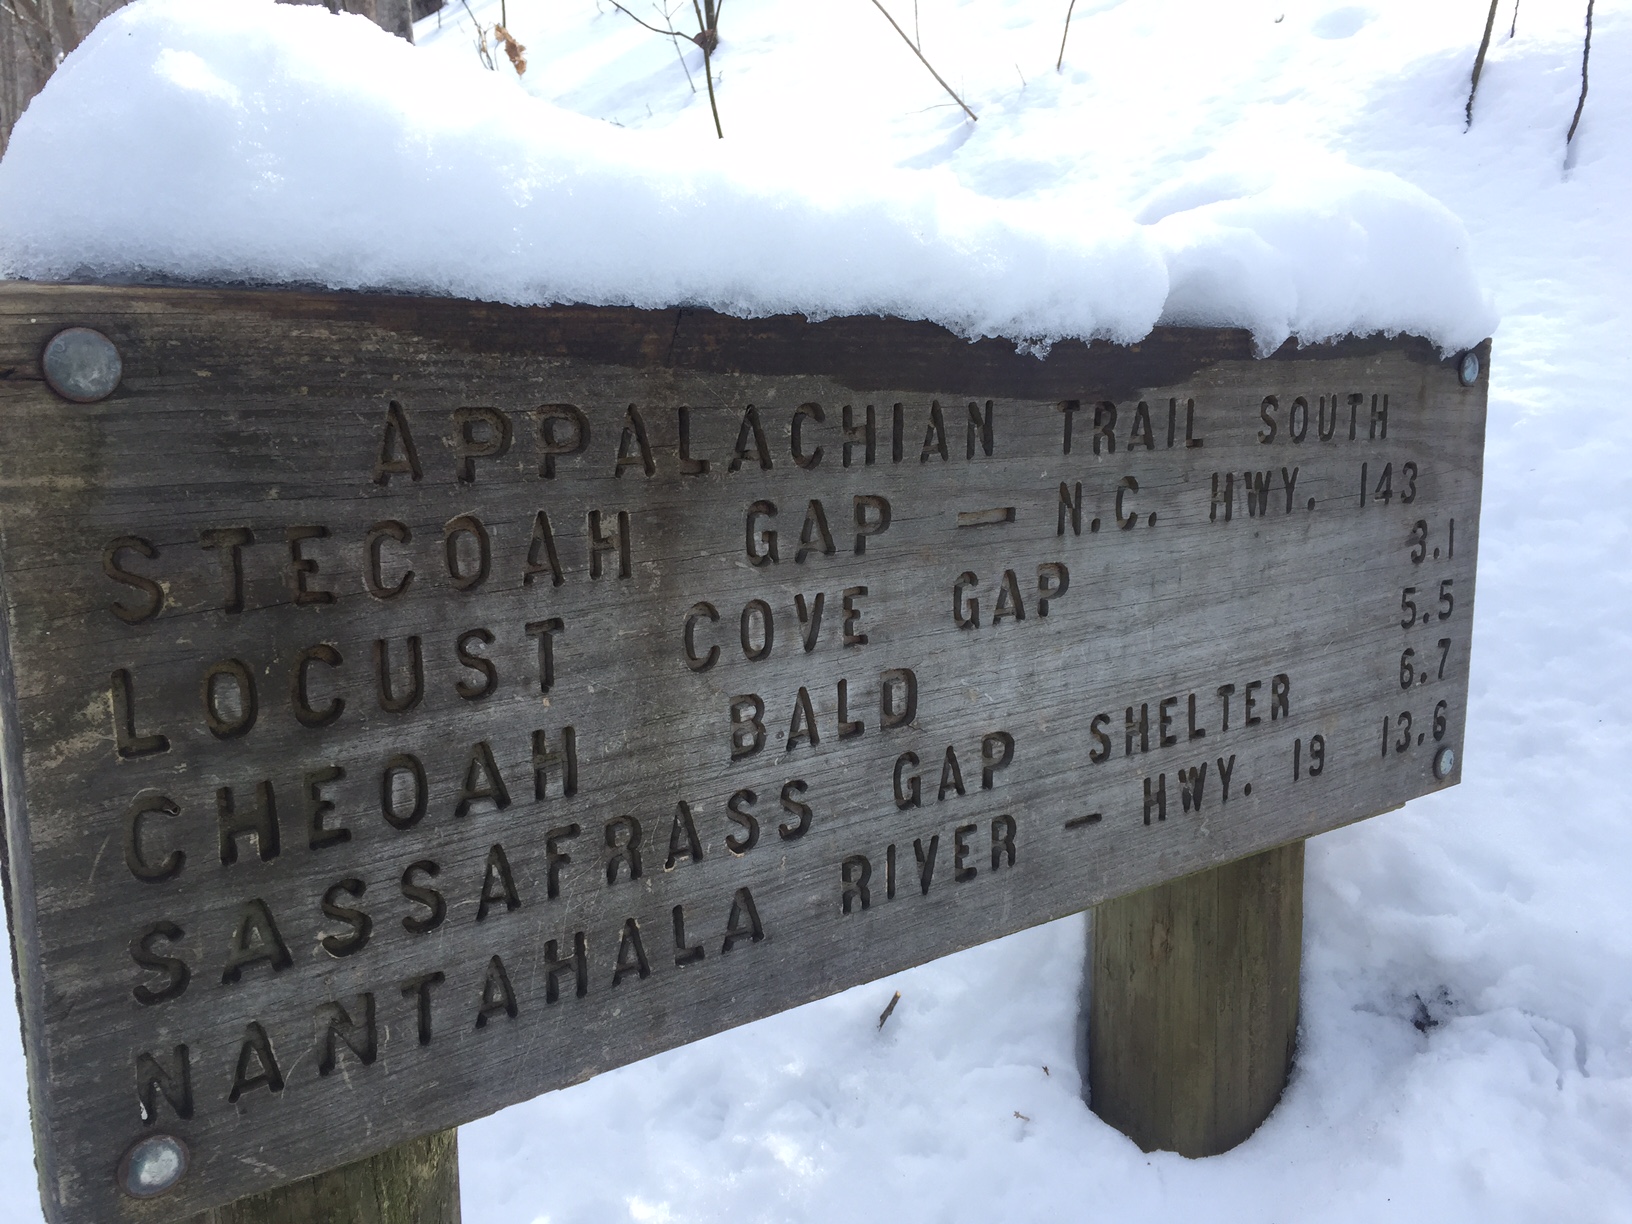 APPALACHIAN TRAIL SOUTH
STECOAH GAP — N.C. HWY. 143
LOCUST COVE GAP 3.1
CHEOAH BALD 5.5
SASSAFRASS GAP SHELTER 6.7
NANTAHALA RIVER — HWY. 19 13.6